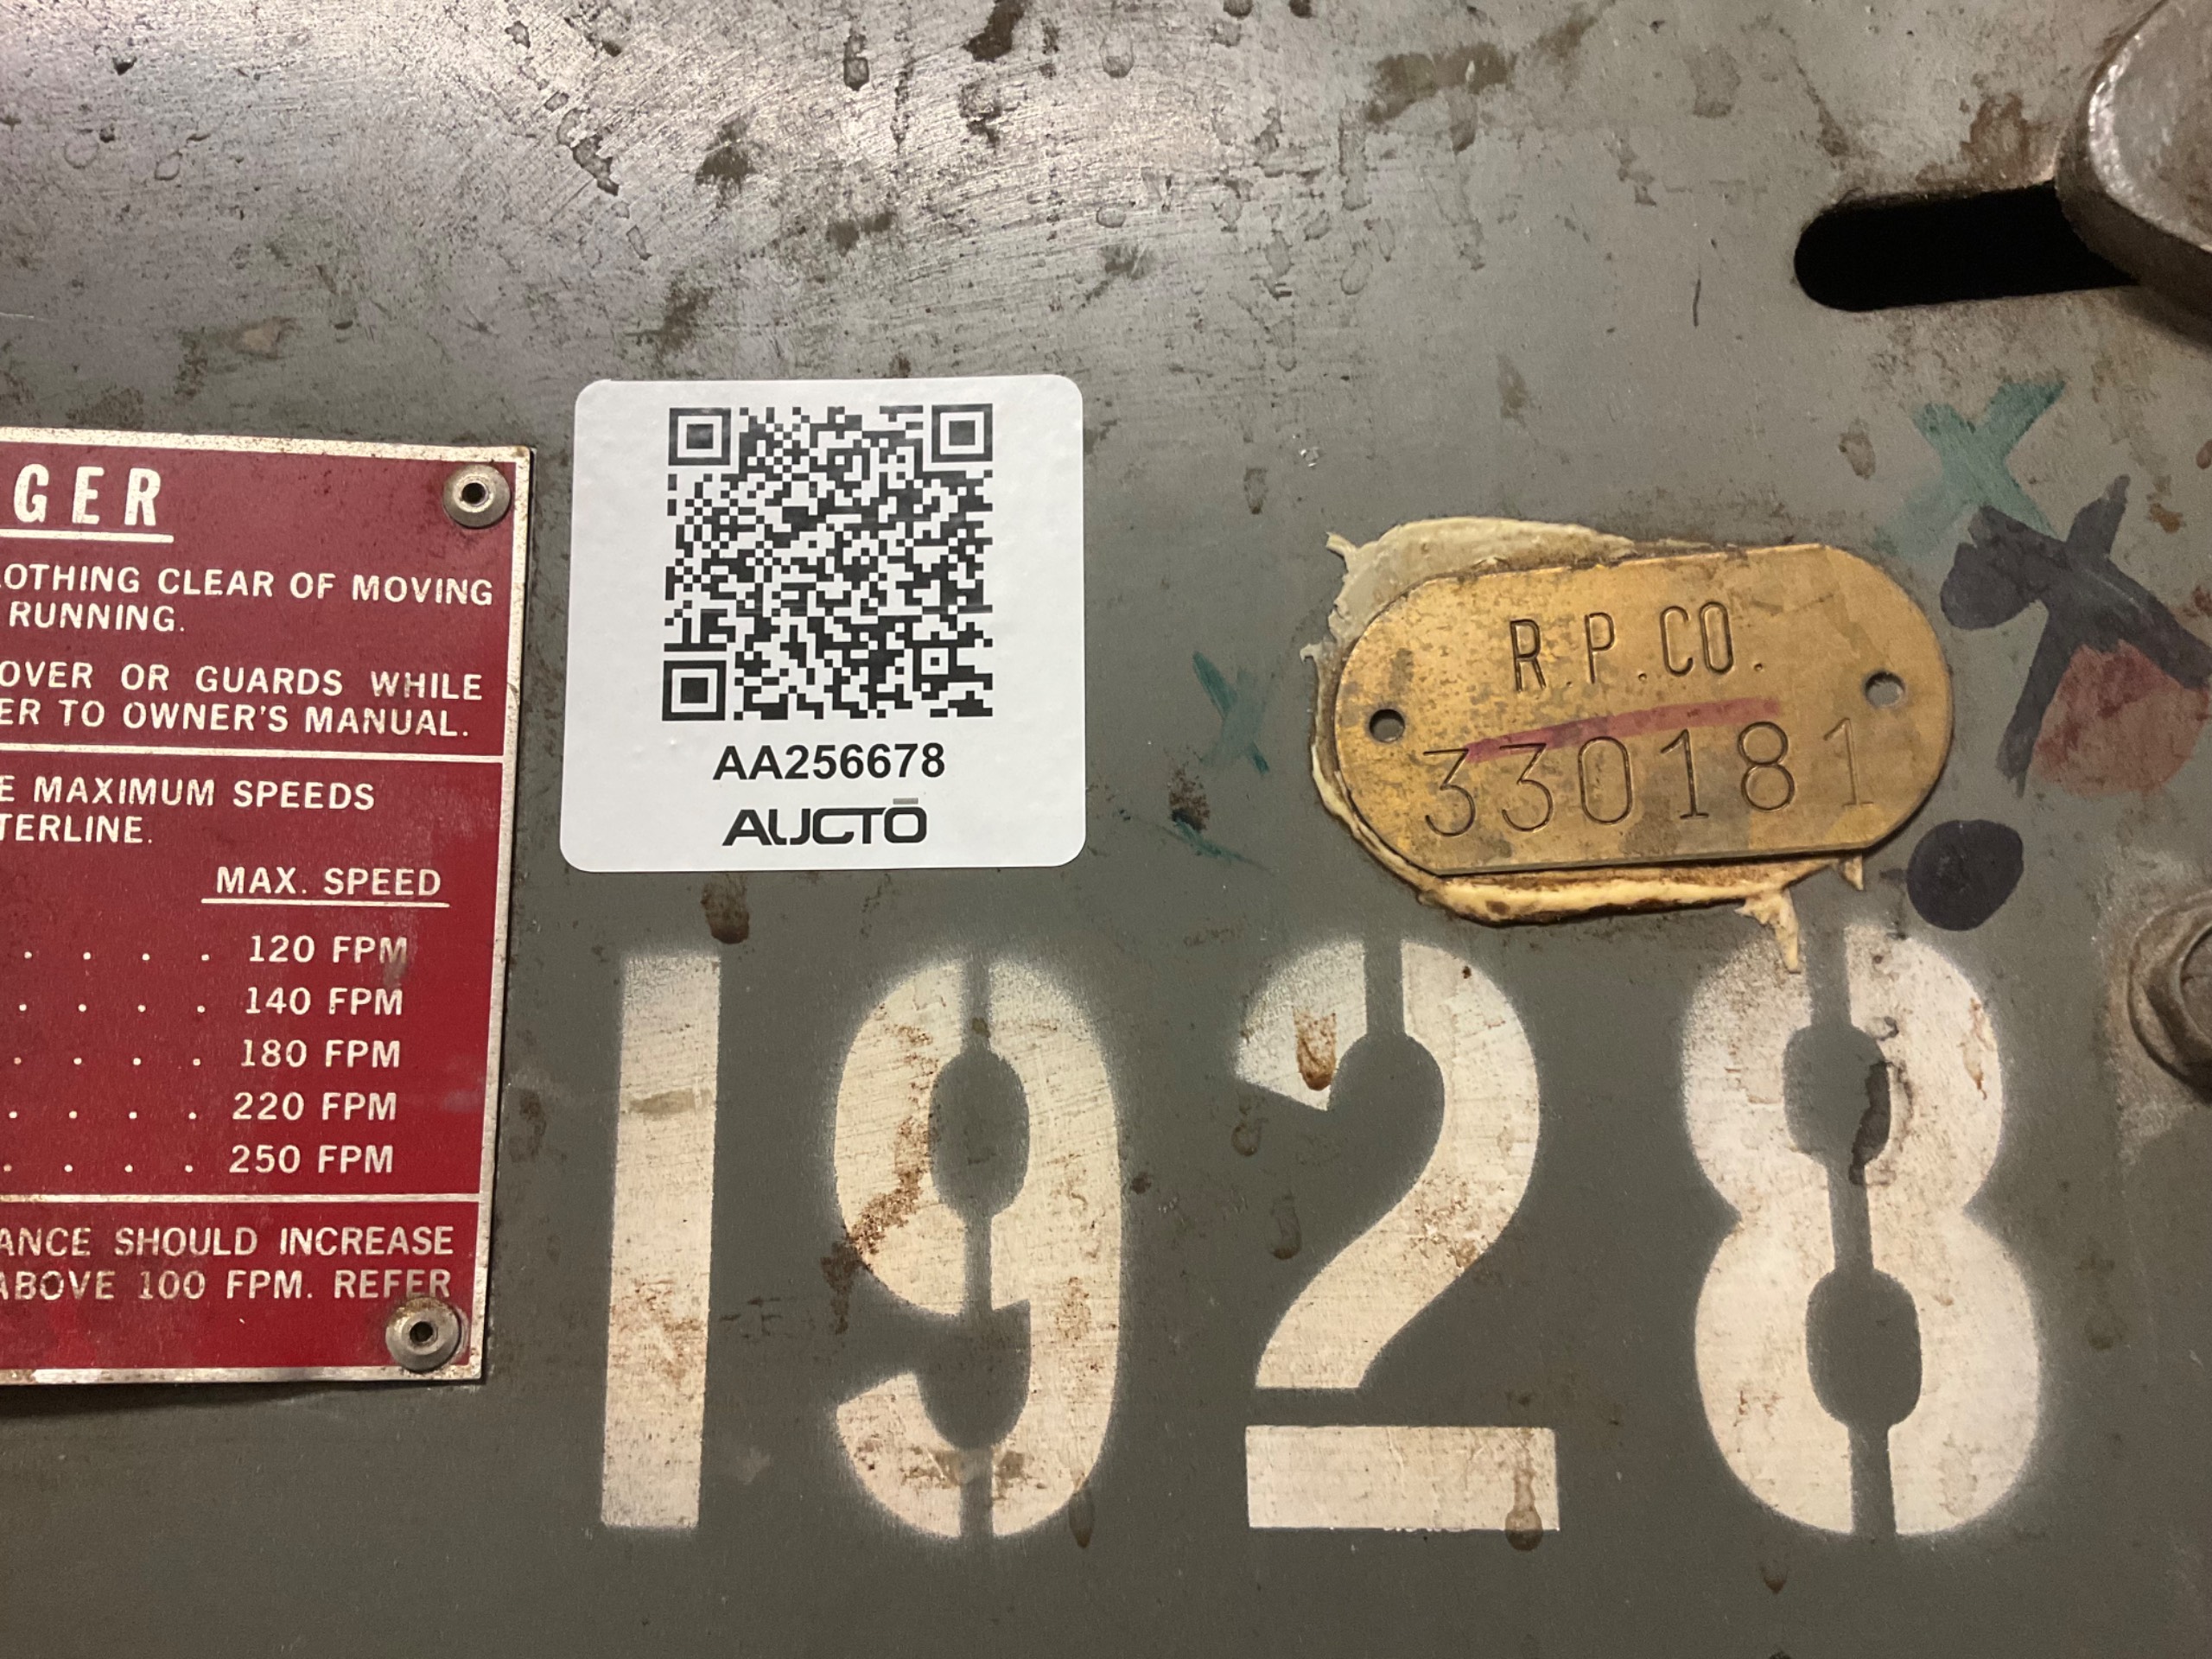 GER
LOTHING CLEAR OF MOVING
RUNNING.
OVER OR GUARDS WHILE
ER TO OWNER'S MANUAL.
E MAXIMUM SPEEDS
TERLINE.
MAX. SPEED
. . . . 120 FPM
. . . . 140 FPM
. . . . 180 FPM
. . . . 220 FPM
. . . . 250 FPM
ANCE SHOULD INCREASE
ABOVE 100 FPM. REFER
AA256678
AUCTŌ
R.P.CO.
330181
1928